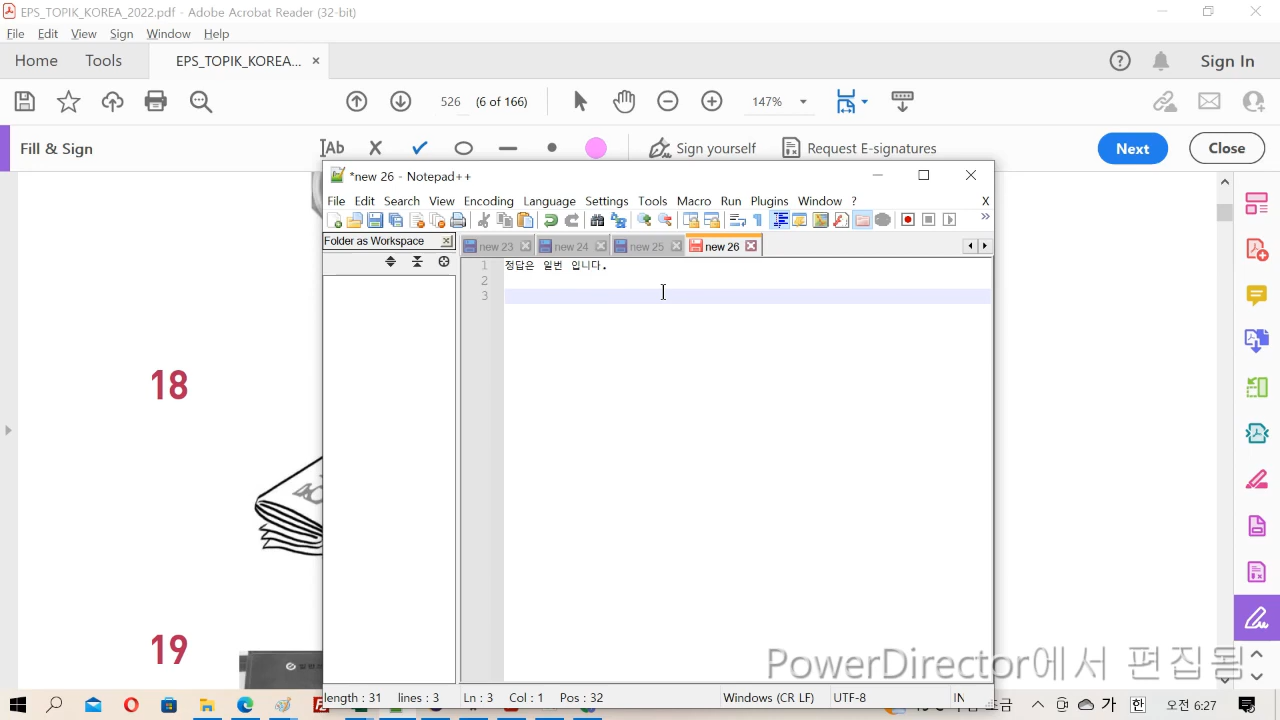 EPS_TOPIK_KOREA_2022.pdf - Adobe Acrobat Reader (32-bit)
File Edit View Sign Window Help
Home Tools EPS_TOPIK_KOREA... × Sign In
526 (6 of 166) 147%
Fill & Sign Ab Sign yourself Request E-signatures Next Close
*new 26 - Notepad++
File Edit Search View Encoding Language Settings Tools Macro Run Plugins Window ? X
Folder as Workspace new 23 new 24 new 25 new 26
1 정답은 일번 입니다.
2
3
18
19
PowerDirector에서 편집됨
length : 31 lines : 3 Ln : 3 Col : 1 Pos : 32 Windows (CR LF) UTF-8 IN
가 한 오전 6:27